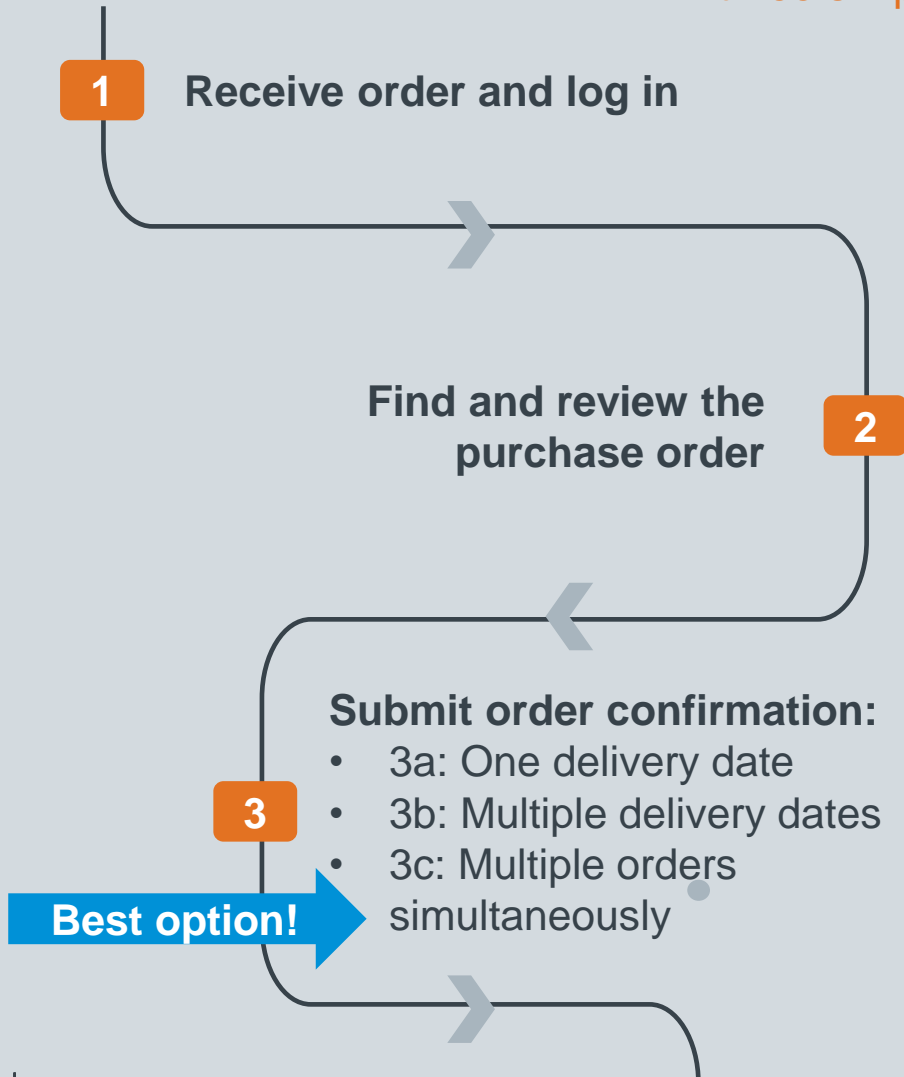 1
Receive order and log in
Find and review the
purchase order
2
Submit order confirmation:
• 3a: One delivery date
3
• 3b: Multiple delivery dates
• 3c: Multiple orders
Best option!
simultaneously